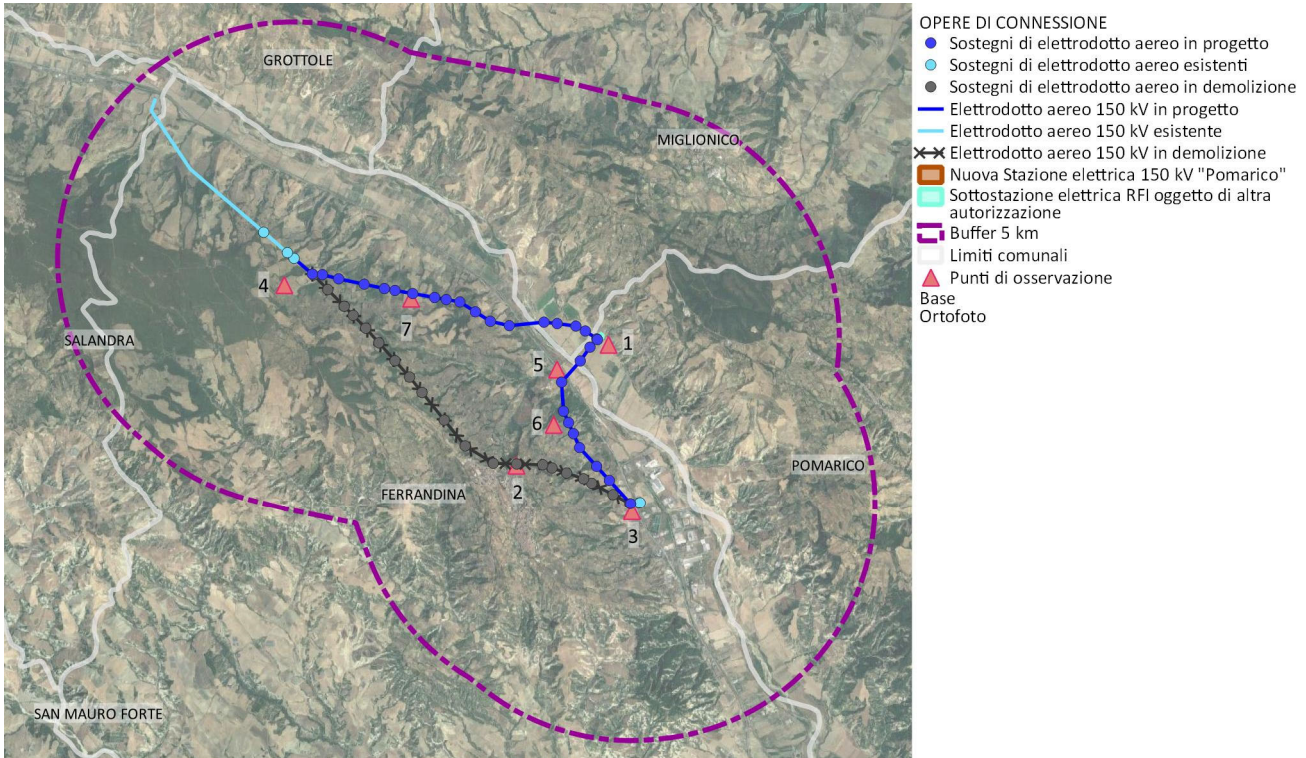 GROTTOLE
MIGLIONICO
4
7
1
SALANDRA
5
6
POMARICO
2
FERRANDINA
3
SAN MAURO FORTE
OPERE DI CONNESSIONE
Sostegni di elettrodotto aereo in progetto
Sostegni di elettrodotto aereo esistenti
Sostegni di elettrodotto aereo in demolizione
Elettrodotto aereo 150 kV in progetto
Elettrodotto aereo 150 kV esistente
Elettrodotto aereo 150 kV in demolizione
Nuova Stazione elettrica 150 kV "Pomarico"
Sottostazione elettrica RFI oggetto di altra
autorizzazione
Buffer 5 km
Limiti comunali
Punti di osservazione
Base
Ortofoto